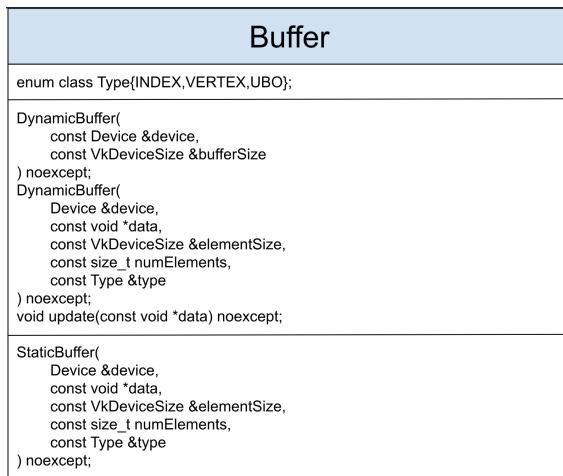 Buffer
enum class Type{INDEX,VERTEX,UBO};
DynamicBuffer(
const Device &device,
const VkDeviceSize &bufferSize
) noexcept;
DynamicBuffer(
Device &device,
const void *data,
const VkDeviceSize &elementSize,
const size_t numElements,
const Type &type
) noexcept;
void update(const void *data) noexcept;
StaticBuffer(
Device &device,
const void *data,
const VkDeviceSize &elementSize,
const size_t numElements,
const Type &type
) noexcept;